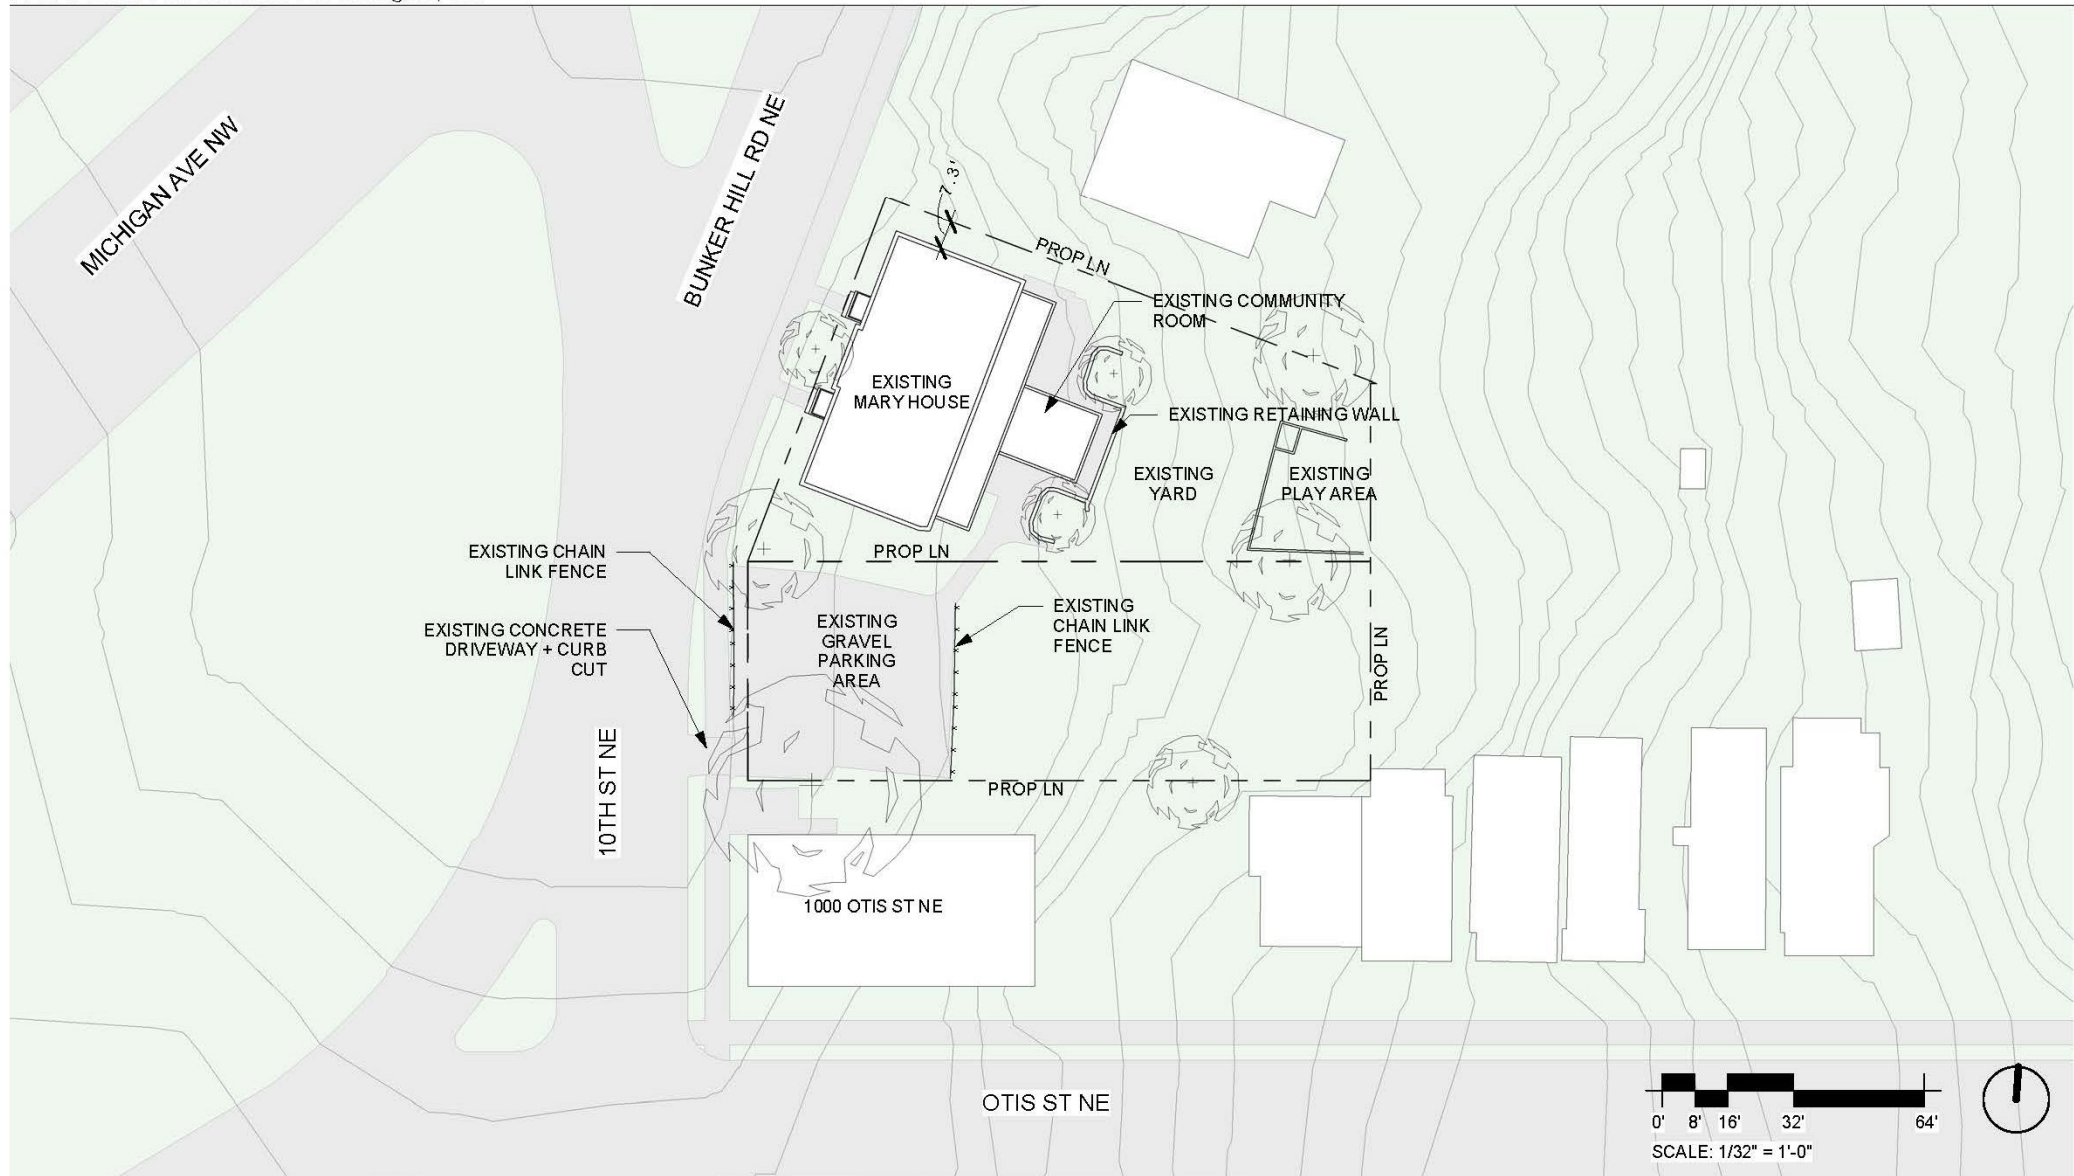 MICHIGAN AVE NW
BUNKER HILL RD NE
7.3'
PROP LN
EXISTING COMMUNITY
ROOM
EXISTING
MARY HOUSE
EXISTING RETAINING WALL
EXISTING
YARD
EXISTING
PLAY AREA
PROP LN
EXISTING CHAIN
LINK FENCE
EXISTING CONCRETE
DRIVEWAY + CURB
CUT
EXISTING
GRAVEL
PARKING
AREA
EXISTING
CHAIN LINK
FENCE
PROP LN
PROP LN
10TH ST NE
1000 OTIS ST NE
OTIS ST NE
0' 8' 16' 32' 64'
SCALE: 1/32" = 1'-0"